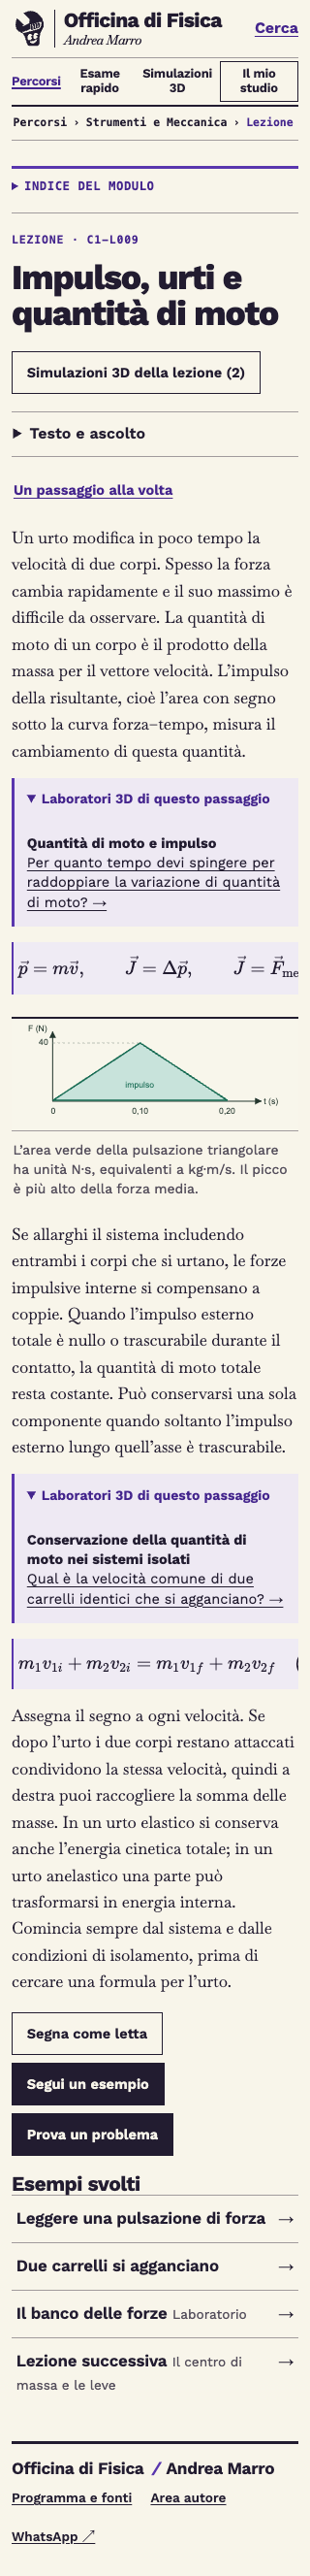 Officina di Fisica
Andrea Marro
Cerca
Percorsi
Esame rapido
Simulazioni 3D
Il mio studio
Percorsi › Strumenti e Meccanica › Lezione
▶ INDICE DEL MODULO
LEZIONE · C1–L009
Impulso, urti e
quantità di moto
Simulazioni 3D della lezione (2)
▶ Testo e ascolto
Un passaggio alla volta
Un urto modifica in poco tempo la
velocità di due corpi. Spesso la forza
cambia rapidamente e il suo massimo è
difficile da osservare. La quantità di
moto di un corpo è il prodotto della
massa per il vettore velocità. L’impulso
della risultante, cioè l’area con segno
sotto la curva forza–tempo, misura il
cambiamento di questa quantità.
▼ Laboratori 3D di questo passaggio
Quantità di moto e impulso
Per quanto tempo devi spingere per
raddoppiare la variazione di quantità
di moto? →
p⃗ = mv⃗, J⃗ = Δp⃗, J⃗ = F⃗me
F (N)
40
impulso
t (s)
0 0,10 0,20
L’area verde della pulsazione triangolare
ha unità N·s, equivalenti a kg·m/s. Il picco
è più alto della forza media.
Se allarghi il sistema includendo
entrambi i corpi che si urtano, le forze
impulsive interne si compensano a
coppie. Quando l’impulso esterno
totale è nullo o trascurabile durante il
contatto, la quantità di moto totale
resta costante. Può conservarsi una sola
componente quando soltanto l’impulso
esterno lungo quell’asse è trascurabile.
▼ Laboratori 3D di questo passaggio
Conservazione della quantità di
moto nei sistemi isolati
Qual è la velocità comune di due
carrelli identici che si agganciano? →
m₁v₁ᵢ + m₂v₂ᵢ = m₁v₁f + m₂v₂f (
Assegna il segno a ogni velocità. Se
dopo l’urto i due corpi restano attaccati
condividono la stessa velocità, quindi a
destra puoi raccogliere la somma delle
masse. In un urto elastico si conserva
anche l’energia cinetica totale; in un
urto anelastico una parte può
trasformarsi in energia interna.
Comincia sempre dal sistema e dalle
condizioni di isolamento, prima di
cercare una formula per l’urto.
Segna come letta
Segui un esempio
Prova un problema
Esempi svolti
Leggere una pulsazione di forza →
Due carrelli si agganciano →
Il banco delle forze Laboratorio →
Lezione successiva Il centro di →
massa e le leve
Officina di Fisica / Andrea Marro
Programma e fonti Area autore
WhatsApp ↗